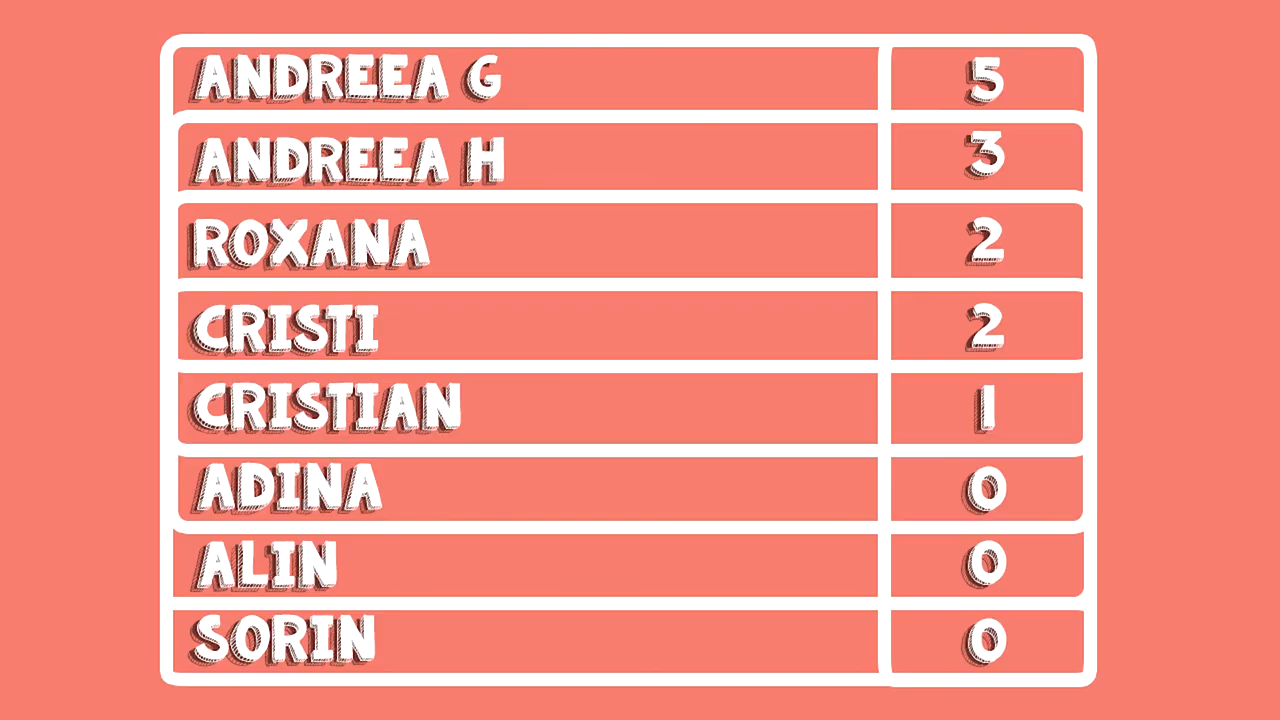 ANDREEA G 5
ANDREEA H 3
ROXANA 2
CRISTI 2
CRISTIAN 1
ADINA 0
ALIN 0
SORIN 0